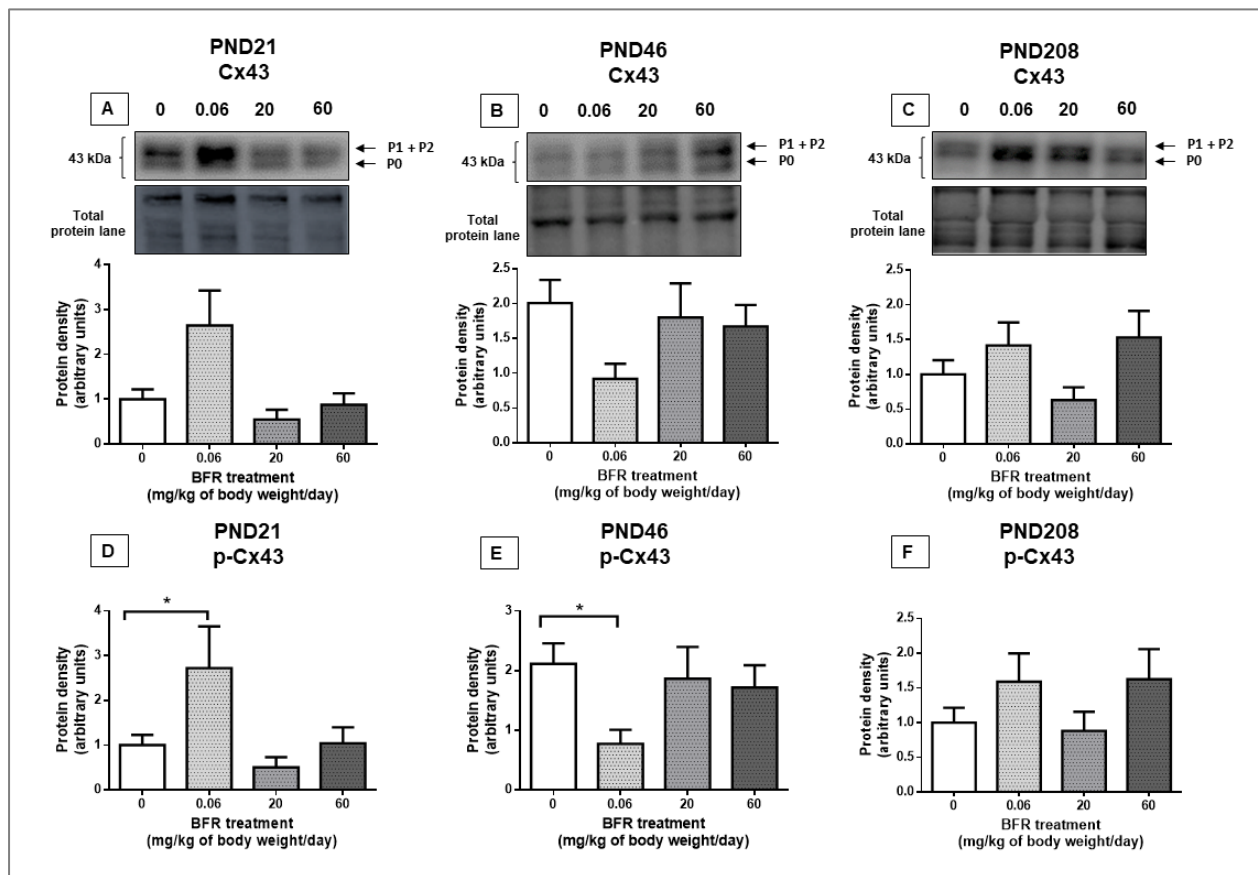 PND21
Cx43
A
0 0.06 20 60
43 kDa
P1 + P2
P0
Total
protein lane
Protein density
(arbitrary units)
4
3
2
1
0
0 0.06 20 60
BFR treatment
(mg/kg of body weight/day)
PND46
Cx43
B
0 0.06 20 60
43 kDa
P1 + P2
P0
Total
protein lane
Protein density
(arbitrary units)
2.5
2.0
1.5
1.0
0.5
0.0
0 0.06 20 60
BFR treatment
(mg/kg of body weight/day)
PND208
Cx43
C
0 0.06 20 60
43 kDa
P1 + P2
P0
Total
protein lane
Protein density
(arbitrary units)
2.5
2.0
1.5
1.0
0.5
0.0
0 0.06 20 60
BFR treatment
(mg/kg of body weight/day)
PND21
p-Cx43
D
*
Protein density
(arbitrary units)
4
3
2
1
0
0 0.06 20 60
BFR treatment
(mg/kg of body weight/day)
PND46
p-Cx43
E
*
Protein density
(arbitrary units)
3
2
1
0
0 0.06 20 60
BFR treatment
(mg/kg of body weight/day)
PND208
p-Cx43
F
Protein density
(arbitrary units)
2.5
2.0
1.5
1.0
0.5
0.0
0 0.06 20 60
BFR treatment
(mg/kg of body weight/day)